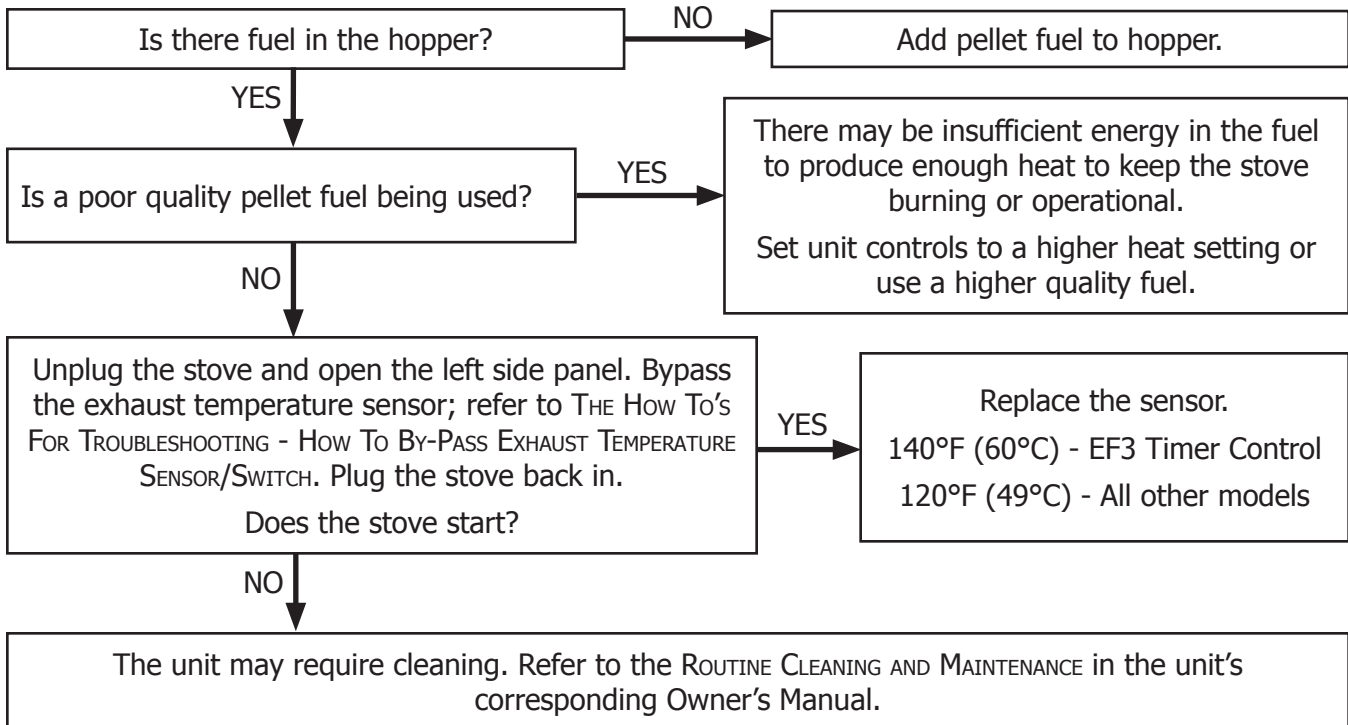 Is there fuel in the hopper?
NO
Add pellet fuel to hopper.
YES
Is a poor quality pellet fuel being used?
YES
There may be insufficient energy in the fuel
to produce enough heat to keep the stove
burning or operational.
Set unit controls to a higher heat setting or
use a higher quality fuel.
NO
Unplug the stove and open the left side panel. Bypass
the exhaust temperature sensor; refer to THE HOW TO'S
FOR TROUBLESHOOTING - HOW TO BY-PASS EXHAUST TEMPERATURE
SENSOR/SWITCH. Plug the stove back in.
Does the stove start?
YES
Replace the sensor.
140°F (60°C) - EF3 Timer Control
120°F (49°C) - All other models
NO
The unit may require cleaning. Refer to the ROUTINE CLEANING AND MAINTENANCE in the unit's
corresponding Owner's Manual.